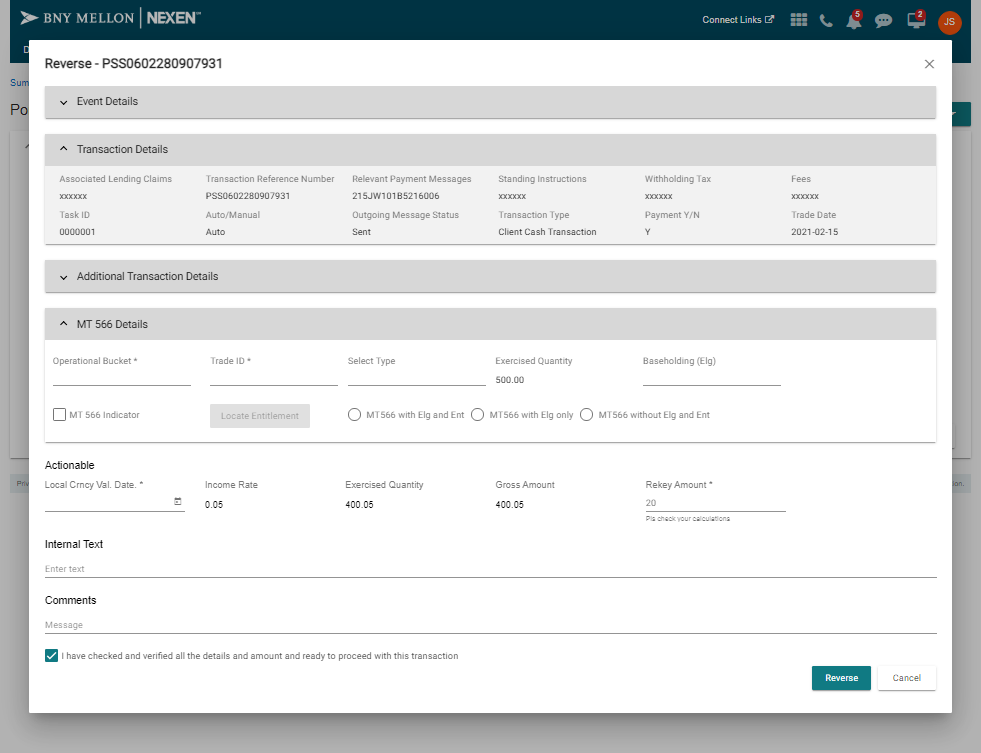 BNY MELLON | NEXEN™
Connect Links
5
2
JS
D
Sum
Po
Reverse - PSS0602280907931
Event Details
Transaction Details
Associated Lending Claims Transaction Reference Number Relevant Payment Messages Standing Instructions Withholding Tax Fees
xxxxxx PSS0602280907931 215JW101B5216006 xxxxxx xxxxxx xxxxxx
Task ID Auto/Manual Outgoing Message Status Transaction Type Payment Y/N Trade Date
0000001 Auto Sent Client Cash Transaction Y 2021-02-15
Additional Transaction Details
MT 566 Details
Operational Bucket * Trade ID * Select Type Exercised Quantity Baseholding (Elg)
500.00
MT 566 Indicator Locate Entitlement MT566 with Elg and Ent MT566 with Elg only MT566 without Elg and Ent
Actionable
Local Crncy Val. Date. * Income Rate Exercised Quantity Gross Amount Rekey Amount *
0.05 400.05 400.05 20
Pls check your calculations
Priv
ion.
Internal Text
Enter text
Comments
Message
I have checked and verified all the details and amount and ready to proceed with this transaction
Reverse Cancel